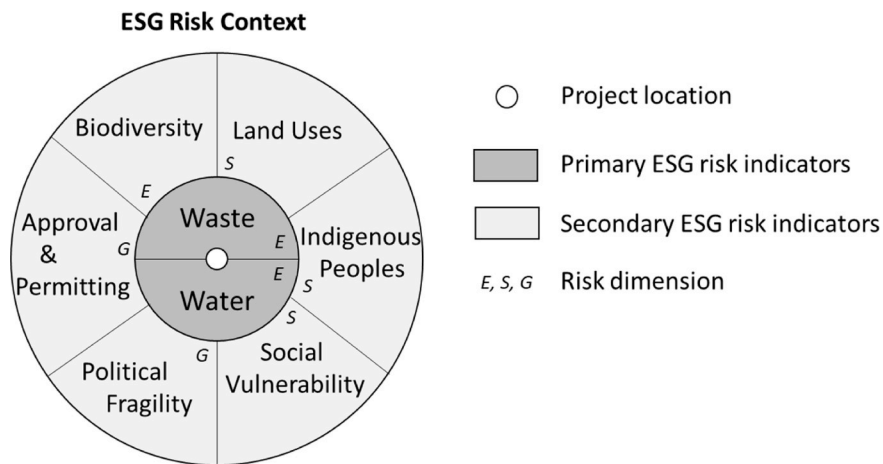 ESG Risk Context
Biodiversity
Land Uses
S
E
Approval
&
Permitting
G
Waste
E
Indigenous
Peoples
E
Water
S
S
G
Political
Fragility
Social
Vulnerability
Project location
Primary ESG risk indicators
Secondary ESG risk indicators
E, S, G Risk dimension